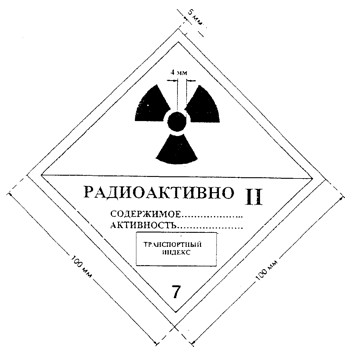 5 мм
4 мм
РАДИОАКТИВНО II
СОДЕРЖИМОЕ.....................
АКТИВНОСТЬ.....................
ТРАНСПОРТНЫЙ
ИНДЕКС
7
100 мм
100 мм